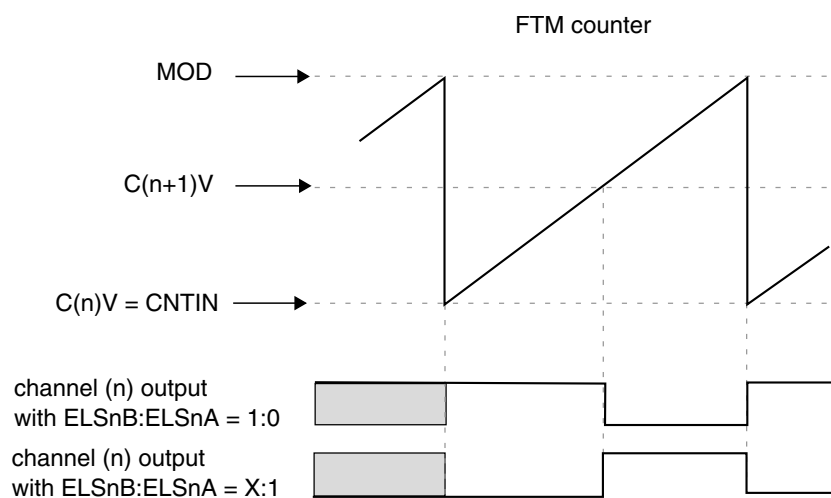 FTM counter
MOD
C(n+1)V
C(n)V = CNTIN
channel (n) output
with ELSnB:ELSnA = 1:0
channel (n) output
with ELSnB:ELSnA = X:1